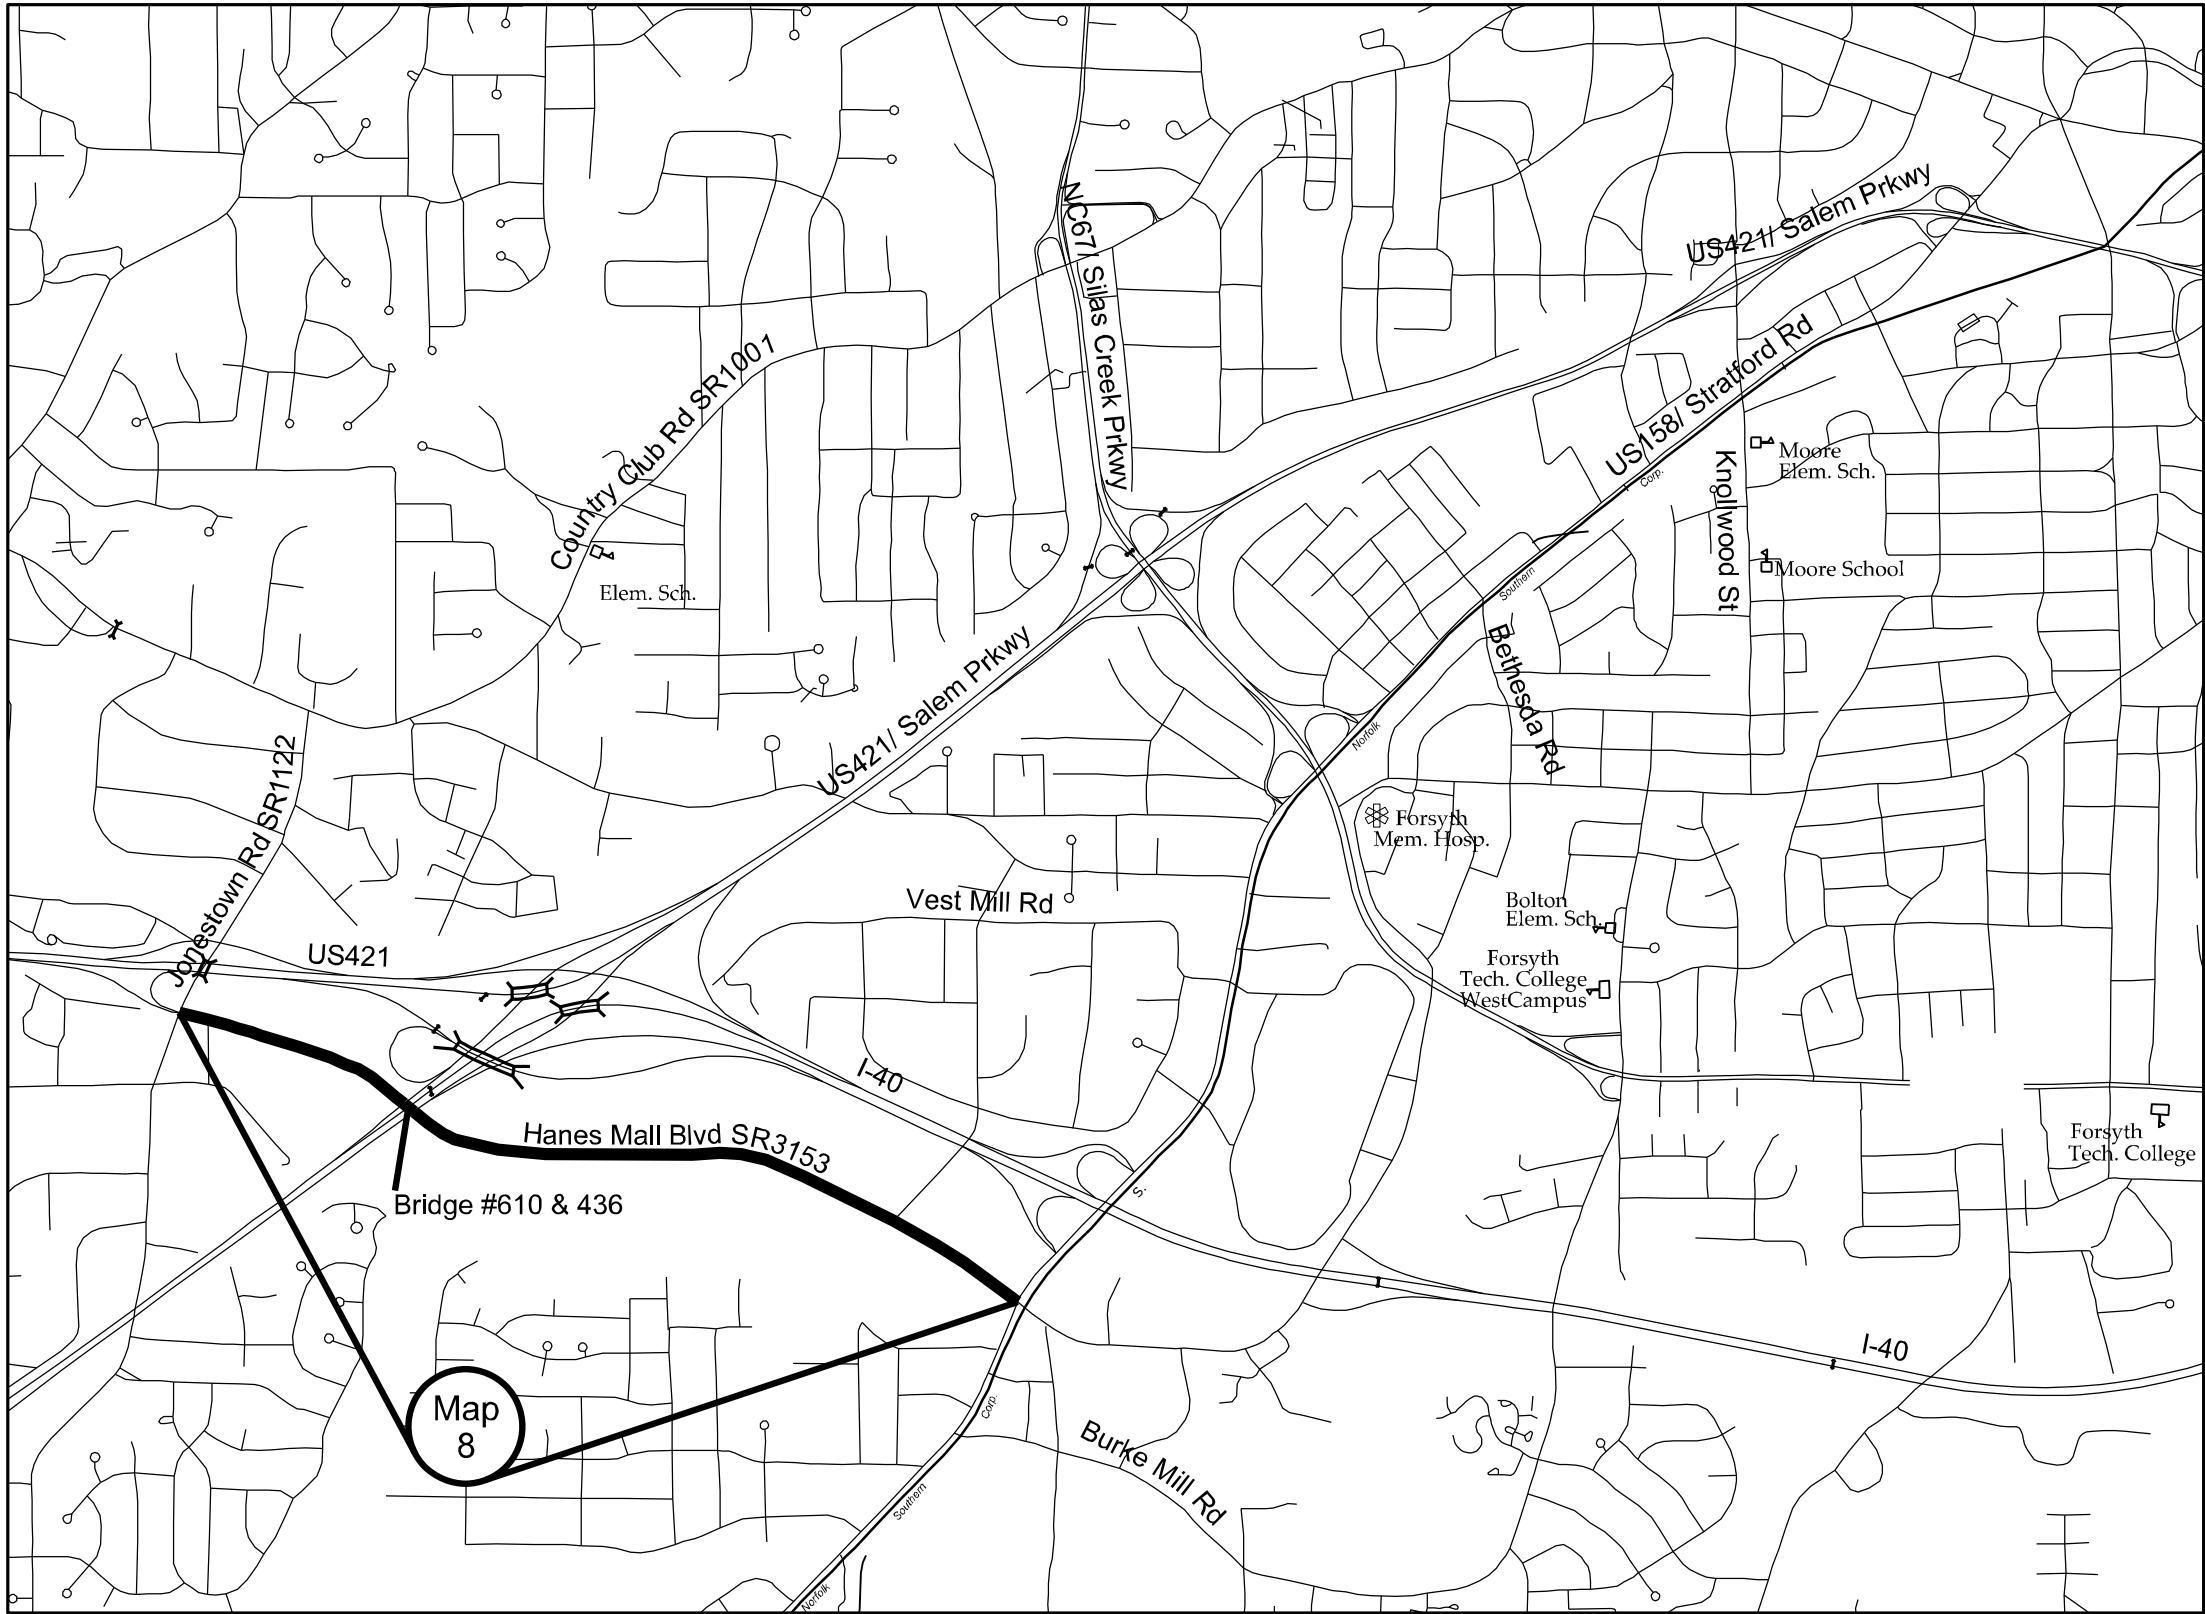 NC67/ Silas Creek Prkwy
US421/ Salem Prkwy
Country Club Rd SR1001
US158/ Stratford Rd
Corp.
Knollwood St
Moore
Elem. Sch.
Moore School
Elem. Sch.
Southern
Bethesda Rd
US421/ Salem Prkwy
Norfolk
Jonestown Rd SR1122
Forsyth
Mem. Hosp.
Vest Mill Rd
Bolton
Elem. Sch.
US421
Forsyth
Tech. College
WestCampus
I-40
Hanes Mall Blvd SR3153
Forsyth
Tech. College
S.
Bridge #610 & 436
I-40
Map
8
Corp.
Burke Mill Rd
Southern
Norfolk